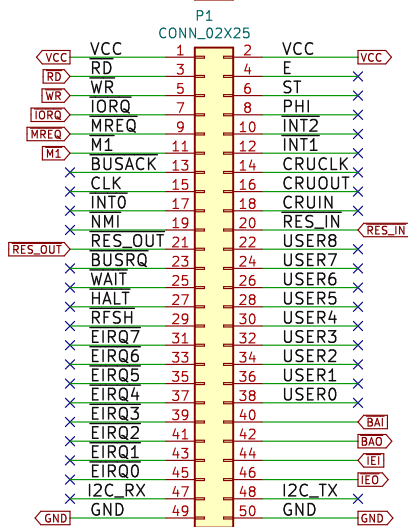 P1
CONN_02X25
VCC VCC 1 2 VCC VCC
RD RD 3 4 E
WR WR 5 6 ST
IORQ IORQ 7 8 PHI
MREQ MREQ 9 10 INT2
M1 M1 11 12 INT1
BUSACK 13 14 CRUCLK
CLK 15 16 CRUOUT
INT0 17 18 CRUIN
NMI 19 20 RES_IN RES_IN
RES_OUT RES_OUT 21 22 USER8
BUSRQ 23 24 USER7
WAIT 25 26 USER6
HALT 27 28 USER5
RFSH 29 30 USER4
EIRQ7 31 32 USER3
EIRQ6 33 34 USER2
EIRQ5 35 36 USER1
EIRQ4 37 38 USER0
EIRQ3 39 40 BAI
EIRQ2 41 42 BAO
EIRQ1 43 44 IEI
EIRQ0 45 46 IEO
I2C_RX 47 48 I2C_TX
GND GND 49 50 GND GND